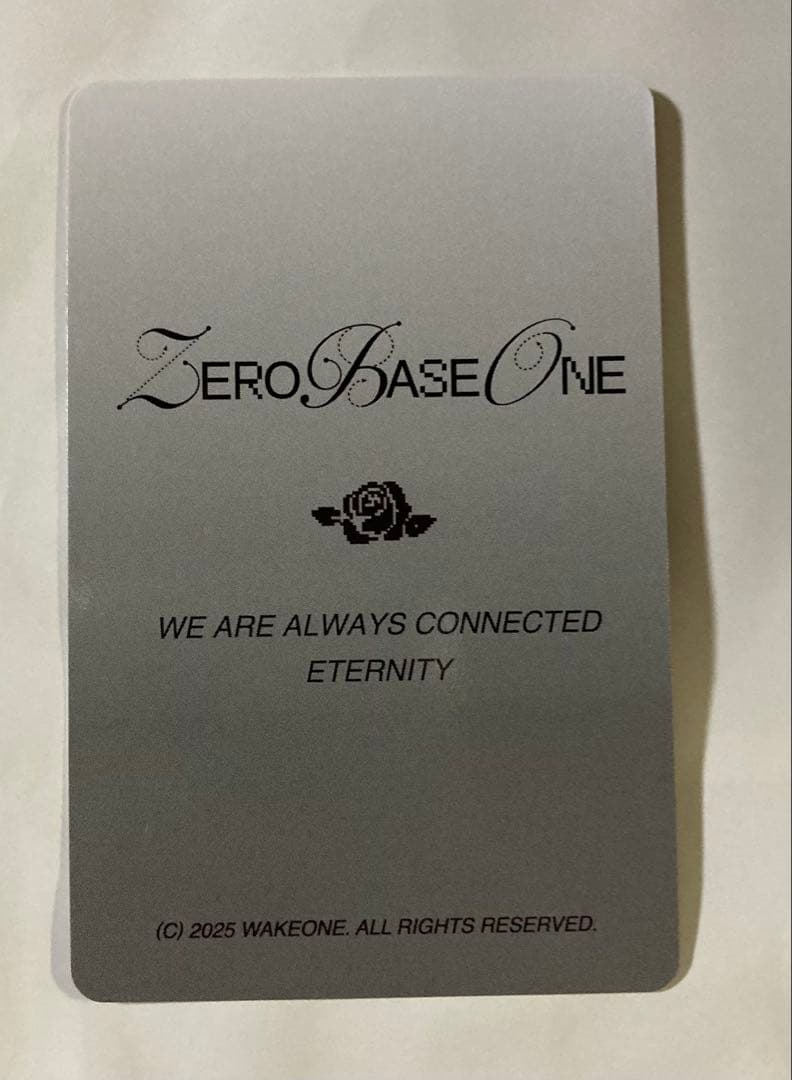 ZEROBASEONE
WE ARE ALWAYS CONNECTED
ETERNITY
(C) 2025 WAKEONE. ALL RIGHTS RESERVED.